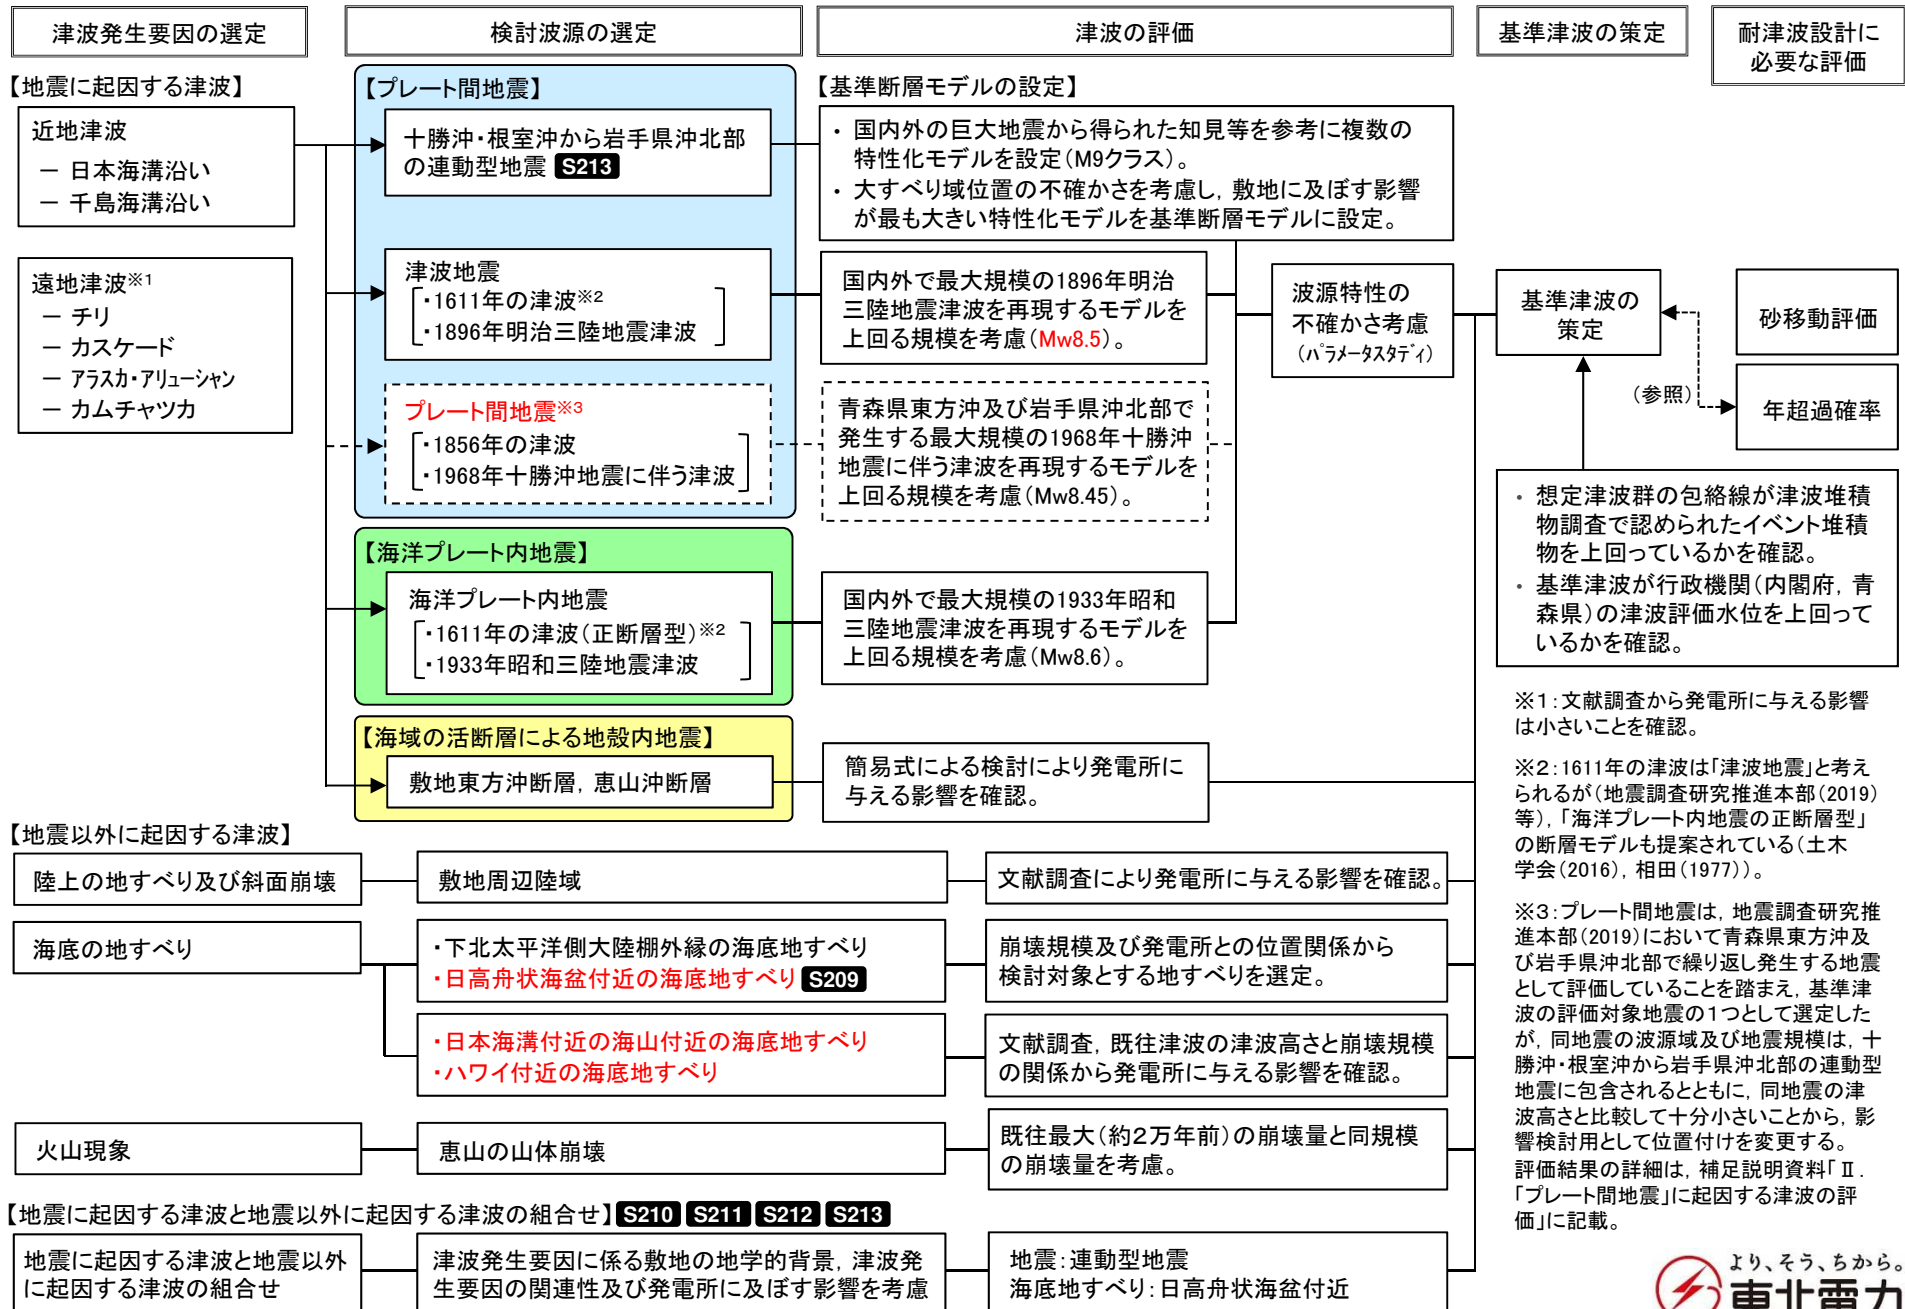 津波発生要因の選定
検討波源の選定
津波の評価
基準津波の策定
耐津波設計に
必要な評価
【地震に起因する津波】
近地津波
－ 日本海溝沿い
－ 千島海溝沿い
遠地津波※1
－ チリ
－ カスケード
－ アラスカ・アリューシャン
－ カムチャツカ
【プレート間地震】
十勝沖・根室沖から岩手県沖北部
の連動型地震 S213
津波地震
・1611年の津波※2
・1896年明治三陸地震津波
プレート間地震※3
・1856年の津波
・1968年十勝沖地震に伴う津波
【海洋プレート内地震】
海洋プレート内地震
・1611年の津波（正断層型）※2
・1933年昭和三陸地震津波
【海域の活断層による地殻内地震】
敷地東方沖断層，恵山沖断層
【基準断層モデルの設定】
・ 国内外の巨大地震から得られた知見等を参考に複数の
特性化モデルを設定（M9クラス）。
・ 大すべり域位置の不確かさを考慮し，敷地に及ぼす影響
が最も大きい特性化モデルを基準断層モデルに設定。
国内外で最大規模の1896年明治
三陸地震津波を再現するモデルを
上回る規模を考慮（Mw8.5）。
青森県東方沖及び岩手県沖北部で
発生する最大規模の1968年十勝沖
地震に伴う津波を再現するモデルを
上回る規模を考慮（Mw8.45）。
国内外で最大規模の1933年昭和
三陸地震津波を再現するモデルを
上回る規模を考慮（Mw8.6）。
簡易式による検討により発電所に
与える影響を確認。
波源特性の
不確かさ考慮
（ﾊﾟﾗﾒｰﾀｽﾀﾃﾞｨ）
基準津波の
策定
砂移動評価
（参照）
年超過確率
・ 想定津波群の包絡線が津波堆積
物調査で認められたイベント堆積
物を上回っているかを確認。
・ 基準津波が行政機関（内閣府，青
森県）の津波評価水位を上回って
いるかを確認。
【地震以外に起因する津波】
陸上の地すべり及び斜面崩壊
敷地周辺陸域
文献調査により発電所に与える影響を確認。
海底の地すべり
・下北太平洋側大陸棚外縁の海底地すべり
・日高舟状海盆付近の海底地すべり S209
崩壊規模及び発電所との位置関係から
検討対象とする地すべりを選定。
・日本海溝付近の海山付近の海底地すべり
・ハワイ付近の海底地すべり
文献調査，既往津波の津波高さと崩壊規模
の関係から発電所に与える影響を確認。
火山現象
恵山の山体崩壊
既往最大（約２万年前）の崩壊量と同規模
の崩壊量を考慮。
【地震に起因する津波と地震以外に起因する津波の組合せ】 S210 S211 S212 S213
地震に起因する津波と地震以外
に起因する津波の組合せ
津波発生要因に係る敷地の地学的背景，津波発
生要因の関連性及び発電所に及ぼす影響を考慮
地震：連動型地震
海底地すべり：日高舟状海盆付近
※１：文献調査から発電所に与える影響
は小さいことを確認。
※２：1611年の津波は「津波地震」と考え
られるが（地震調査研究推進本部（2019）
等），「海洋プレート内地震の正断層型」
の断層モデルも提案されている（土木
学会（2016），相田（1977））。
※３：プレート間地震は，地震調査研究推
進本部（2019）において青森県東方沖及
び岩手県沖北部で繰り返し発生する地震
として評価していることを踏まえ，基準津
波の評価対象地震の１つとして選定した
が，同地震の波源域及び地震規模は，十
勝沖・根室沖から岩手県沖北部の連動型
地震に包含されるとともに，同地震の津
波高さと比較して十分小さいことから，影
響検討用として位置付けを変更する。
評価結果の詳細は，補足説明資料「Ⅱ．
「プレート間地震」に起因する津波の評
価」に記載。
より、そう、ちから。
東北電力